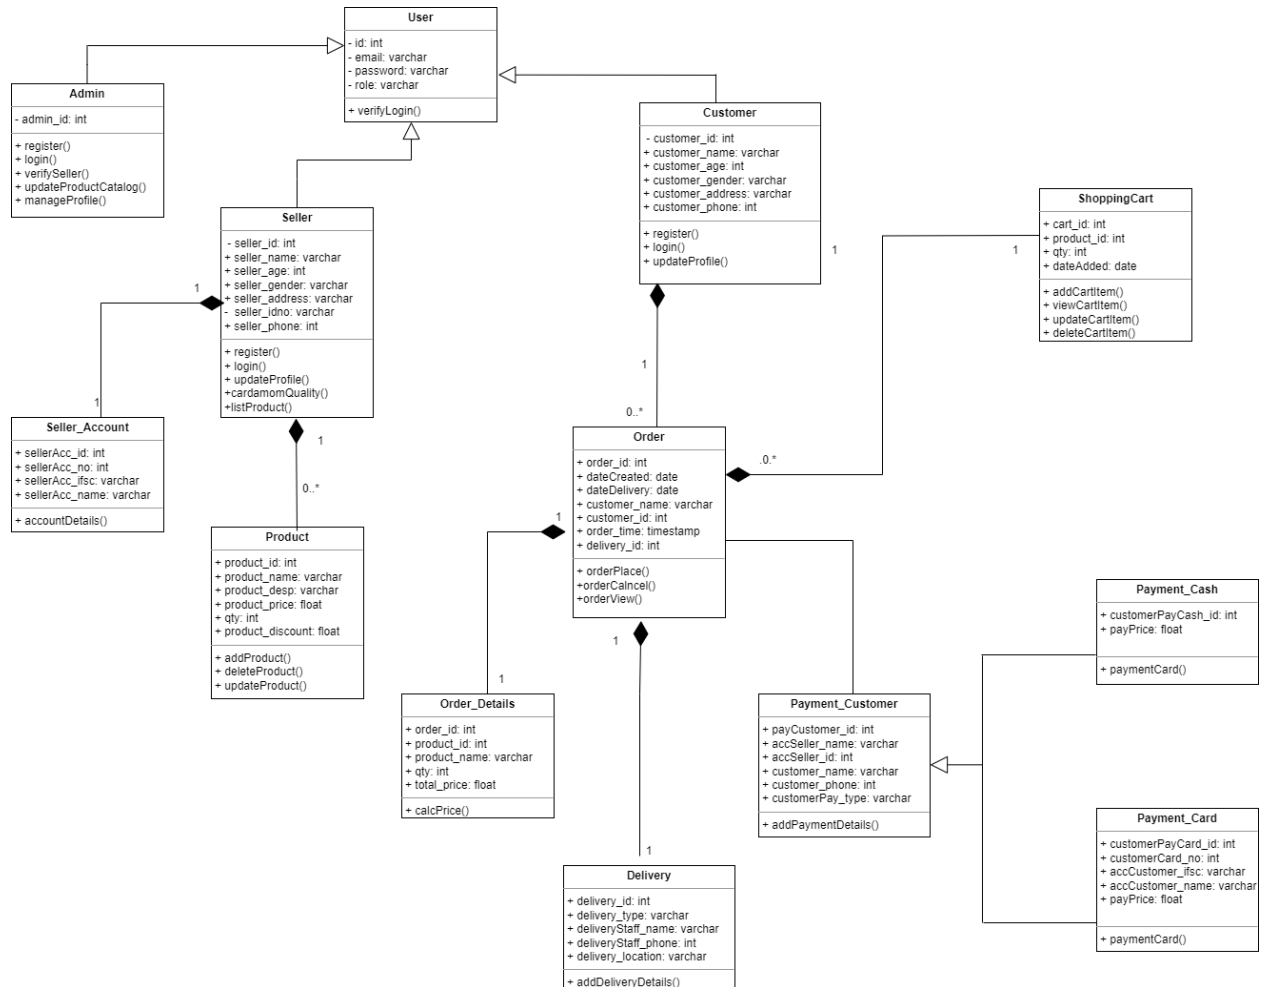 User
- id: int
- email: varchar
- password: varchar
- role: varchar
+ verifyLogin()
Admin
- admin_id: int
+ register()
+ login()
+ verifySeller()
+ updateProductCatalog()
+ manageProfile()
Customer
- customer_id: int
+ customer_name: varchar
+ customer_age: int
+ customer_gender: varchar
+ customer_address: varchar
+ customer_phone: int
+ register()
+ login()
+ updateProfile()
1
ShoppingCart
+ cart_id: int
+ product_id: int
+ qty: int
+ dateAdded: date
+ addCartItem()
+ viewCartItem()
+ updateCartItem()
+ deleteCartItem()
1
Seller
- seller_id: int
+ seller_name: varchar
+ seller_age: int
+ seller_gender: varchar
+ seller_address: varchar
- seller_idno: varchar
+ seller_phone: int
+ register()
+ login()
+ updateProfile()
+cardamomQuality()
+listProduct()
1
1
Seller_Account
+ sellerAcc_id: int
+ sellerAcc_no: int
+ sellerAcc_ifsc: varchar
+ sellerAcc_name: varchar
+ accountDetails()
1
0..*
Product
+ product_id: int
+ product_name: varchar
+ product_desp: varchar
+ product_price: float
+ qty: int
+ product_discount: float
+ addProduct()
+ deleteProduct()
+ updateProduct()
1
0..*
Order
+ order_id: int
+ dateCreated: date
+ dateDelivery: date
+ customer_name: varchar
+ customer_id: int
+ order_time: timestamp
+ delivery_id: int
+ orderPlace()
+orderCalncel()
+orderView()
.0.*
1
1
Order_Details
+ order_id: int
+ product_id: int
+ product_name: varchar
+ qty: int
+ total_price: float
+ calcPrice()
1
1
Delivery
+ delivery_id: int
+ delivery_type: varchar
+ deliveryStaff_name: varchar
+ deliveryStaff_phone: int
+ delivery_location: varchar
+ addDeliveryDetails()
Payment_Customer
+ payCustomer_id: int
+ accSeller_name: varchar
+ accSeller_id: int
+ customer_name: varchar
+ customer_phone: int
+ customerPay_type: varchar
+ addPaymentDetails()
Payment_Cash
+ customerPayCash_id: int
+ payPrice: float
+ paymentCard()
Payment_Card
+ customerPayCard_id: int
+ customerCard_no: int
+ accCustomer_ifsc: varchar
+ accCustomer_name: varchar
+ payPrice: float
+ paymentCard()